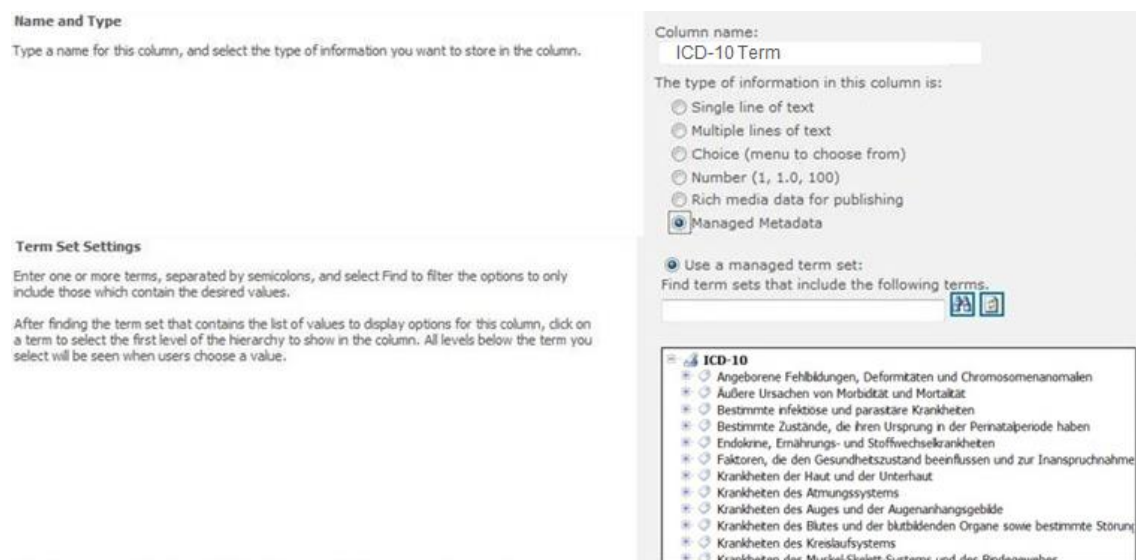 Name and Type
Type a name for this column, and select the type of information you want to store in the column.
Column name:
ICD-10 Term
The type of information in this column is:
Single line of text
Multiple lines of text
Choice (menu to choose from)
Number (1, 1.0, 100)
Rich media data for publishing
Managed Metadata
Term Set Settings
Enter one or more terms, separated by semicolons, and select Find to filter the options to only
include those which contain the desired values.
After finding the term set that contains the list of values to display options for this column, click on
a term to select the first level of the hierarchy to show in the column. All levels below the term you
select will be seen when users choose a value.
Use a managed term set:
Find term sets that include the following terms.
ICD-10
Angeborene Fehlbildungen, Deformitäten und Chromosomenanomalien
Äußere Ursachen von Morbidität und Mortalität
Bestimmte infektiöse und parasitäre Krankheiten
Bestimmte Zustände, die ihren Ursprung in der Perinatalperiode haben
Endokrine, Ernährungs- und Stoffwechselkrankheiten
Faktoren, die den Gesundheitszustand beeinflussen und zur Inanspruchnahme
Krankheiten der Haut und der Unterhaut
Krankheiten des Atmungssystems
Krankheiten des Auges und der Augenanhangsgebilde
Krankheiten des Blutes und der blutbildenden Organe sowie bestimmte Störung
Krankheiten des Kreislaufsystems
Krankheiten des Muskel-Skelett-Systems und des Bindegewebes